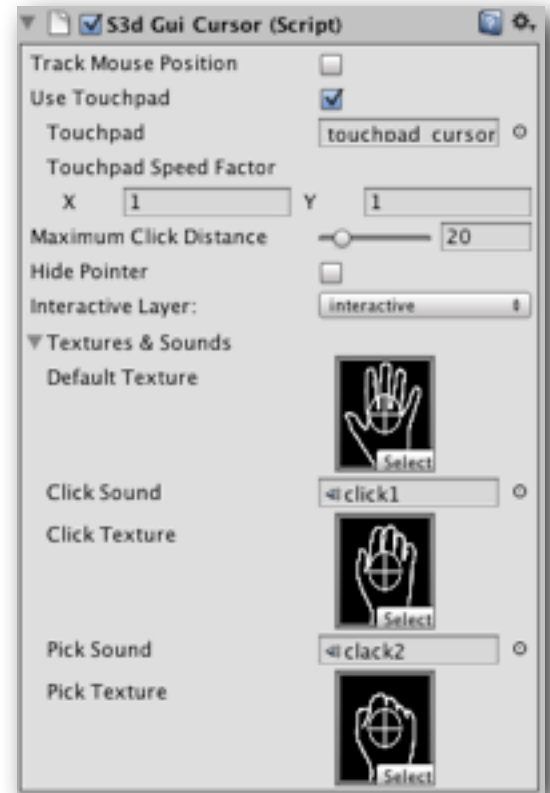 S3d Gui Cursor (Script)
Track Mouse Position
Use Touchpad
Touchpad touchpad_cursor
Touchpad Speed Factor
X 1 Y 1
Maximum Click Distance 20
Hide Pointer
Interactive Layer: interactive
Textures & Sounds
Default Texture
Select
Click Sound click1
Click Texture
Select
Pick Sound clack2
Pick Texture
Select